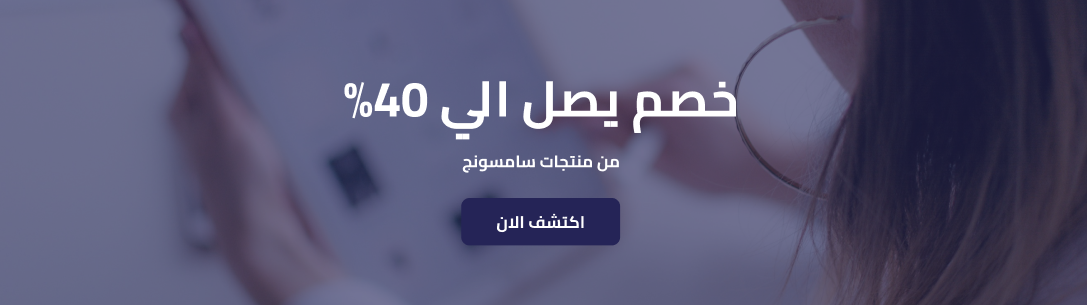 خصم يصل الي 40%
من منتجات سامسونج
اكتشف الان